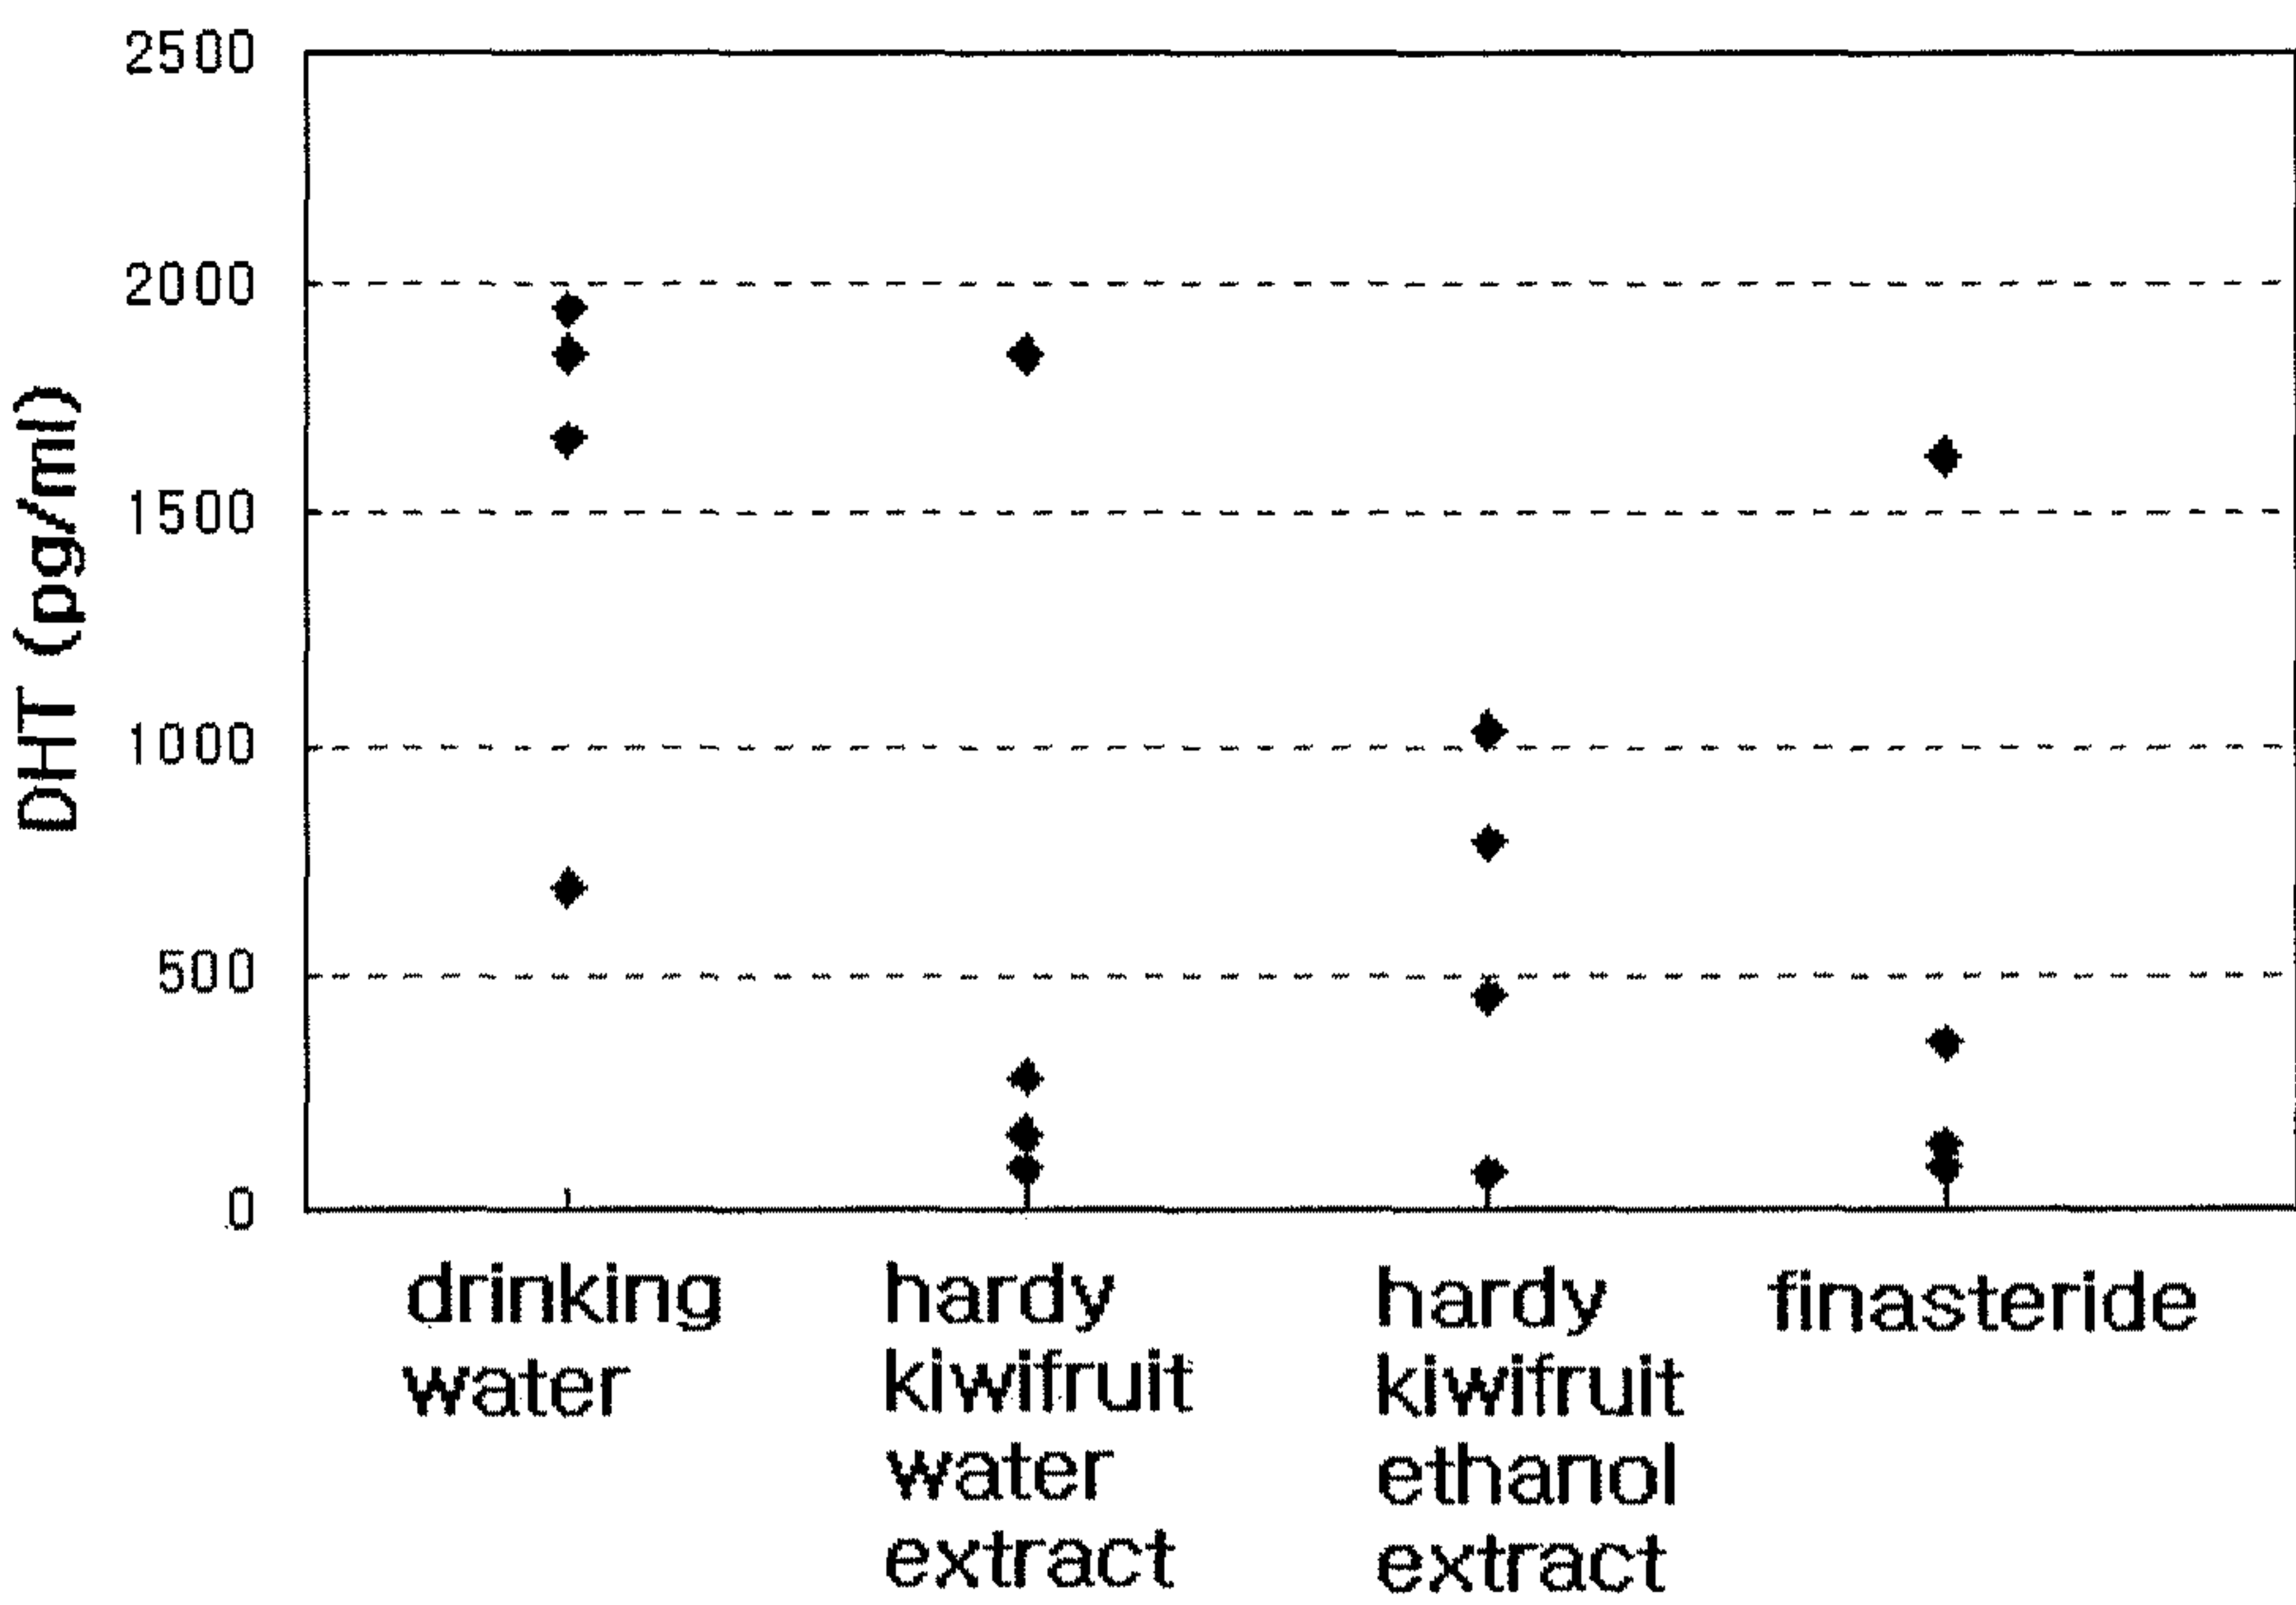 2500
2000
1500
1000
500
0
DHT (pg/ml)
drinking
water
hardy
kiwifruit
water
extract
hardy
kiwifruit
ethanol
extract
finasteride